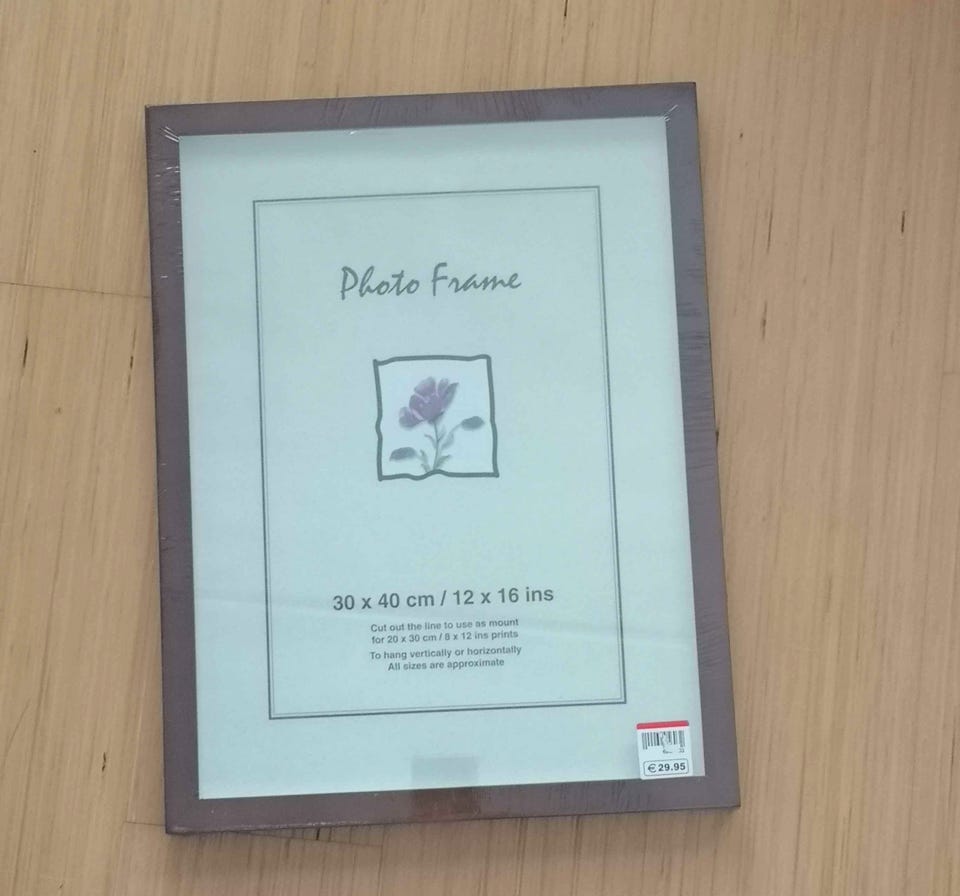 Photo Frame
30 x 40 cm / 12 x 16 ins
Cut out the line to use as mount
for 20 x 30 cm / 8 x 12 ins prints
To hang vertically or horizontally
All sizes are approximate
€29.95